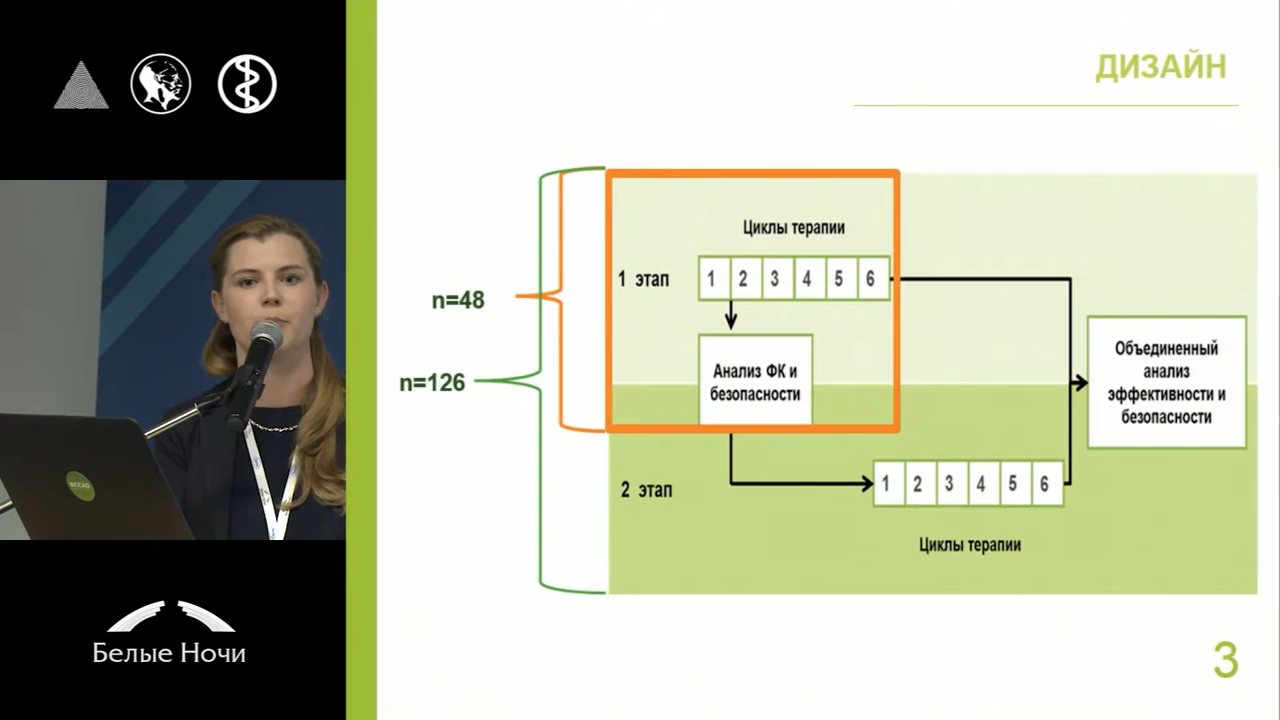 ДИЗАЙН
Циклы терапии
1 этап
1 2 3 4 5 6
n=48
Анализ ФК и
безопасности
n=126
Объединенный
анализ
эффективности и
безопасности
2 этап
1 2 3 4 5 6
Циклы терапии
3
BIOCAD
Белые Ночи